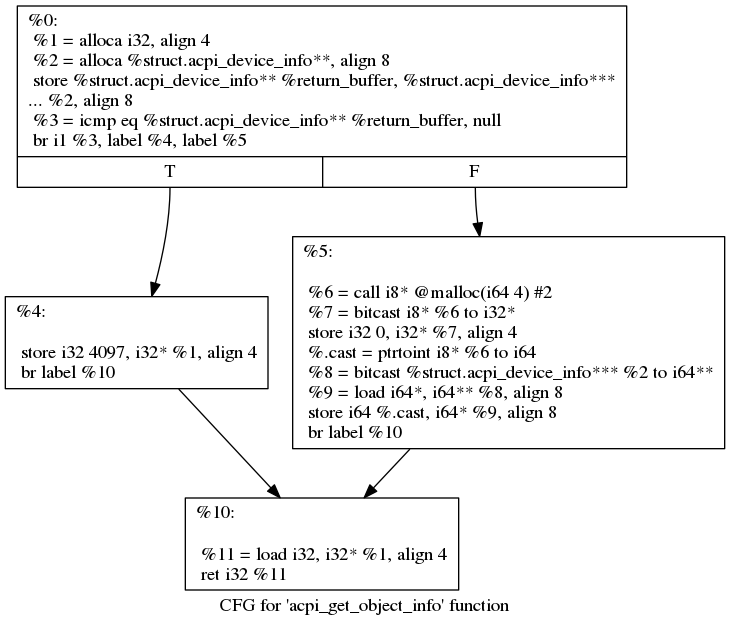 %0:
%1 = alloca i32, align 4
%2 = alloca %struct.acpi_device_info**, align 8
store %struct.acpi_device_info** %return_buffer, %struct.acpi_device_info***
... %2, align 8
%3 = icmp eq %struct.acpi_device_info** %return_buffer, null
br i1 %3, label %4, label %5
T
F
%5:
%6 = call i8* @malloc(i64 4) #2
%7 = bitcast i8* %6 to i32*
store i32 0, i32* %7, align 4
%.cast = ptrtoint i8* %6 to i64
%8 = bitcast %struct.acpi_device_info*** %2 to i64**
%9 = load i64*, i64** %8, align 8
store i64 %.cast, i64* %9, align 8
br label %10
%4:
store i32 4097, i32* %1, align 4
br label %10
%10:
%11 = load i32, i32* %1, align 4
ret i32 %11
CFG for 'acpi_get_object_info' function